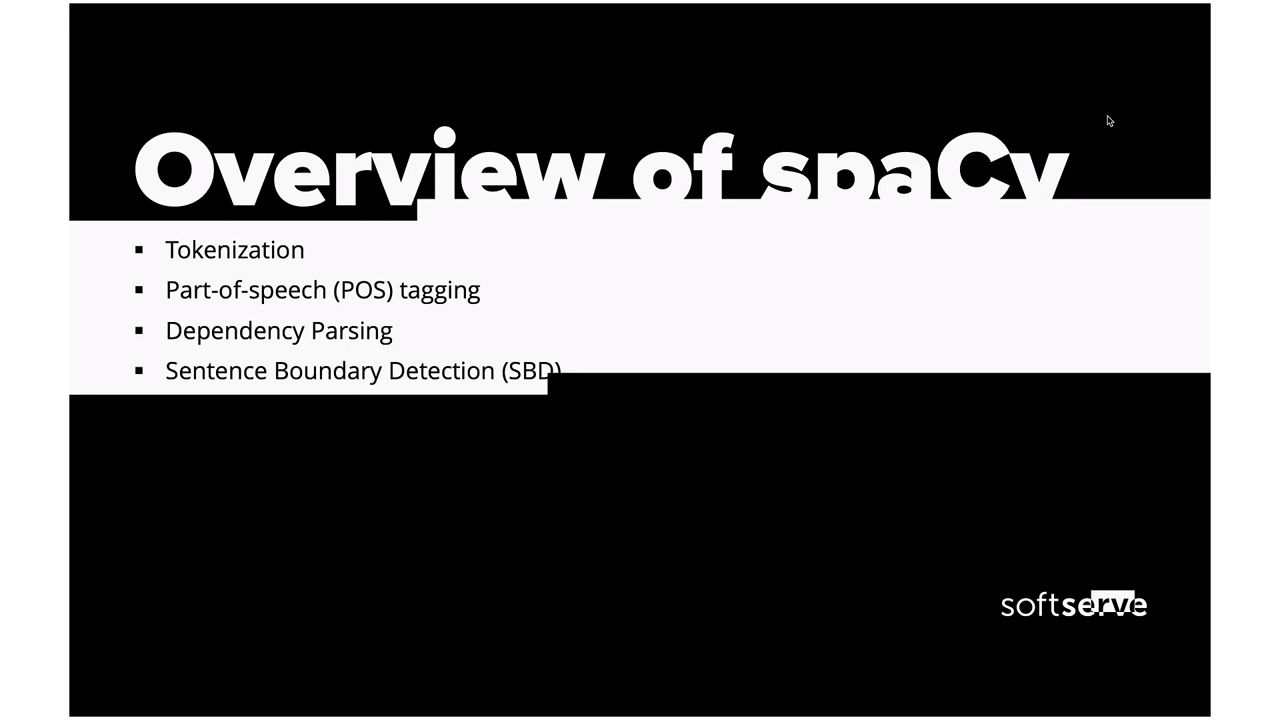 Overview of spaCy
▪ Tokenization
▪ Part-of-speech (POS) tagging
▪ Dependency Parsing
▪ Sentence Boundary Detection (SBD)
softserve